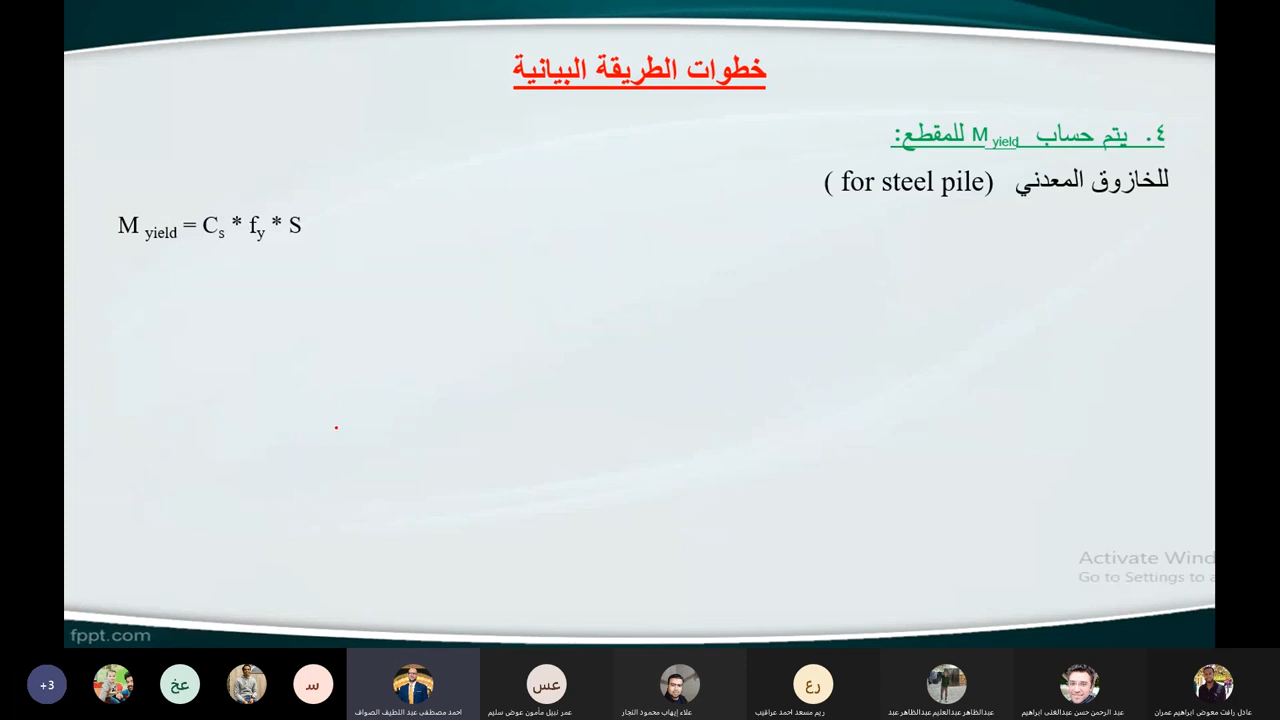 خطوات الطريقة البيانية
٤. يتم حساب M yield للمقطع:
للخازوق المعدني (for steel pile )
M yield = Cs * fy * S
Activate Wind
Go to Settings to a
fppt.com
+3
عخ
س
احمد مصطفى عبد اللطيف الصواف
عس
عمر نبيل مأمون عوض سليم
علاء إيهاب محمود النجار
رع
ريم مسعد احمد عراقيب
عبدالظاهر عبدالعليم عبدالظاهر عبد
عبد الرحمن حسن عبدالغنى ابراهيم
عادل رافت معوض ابراهيم عمران